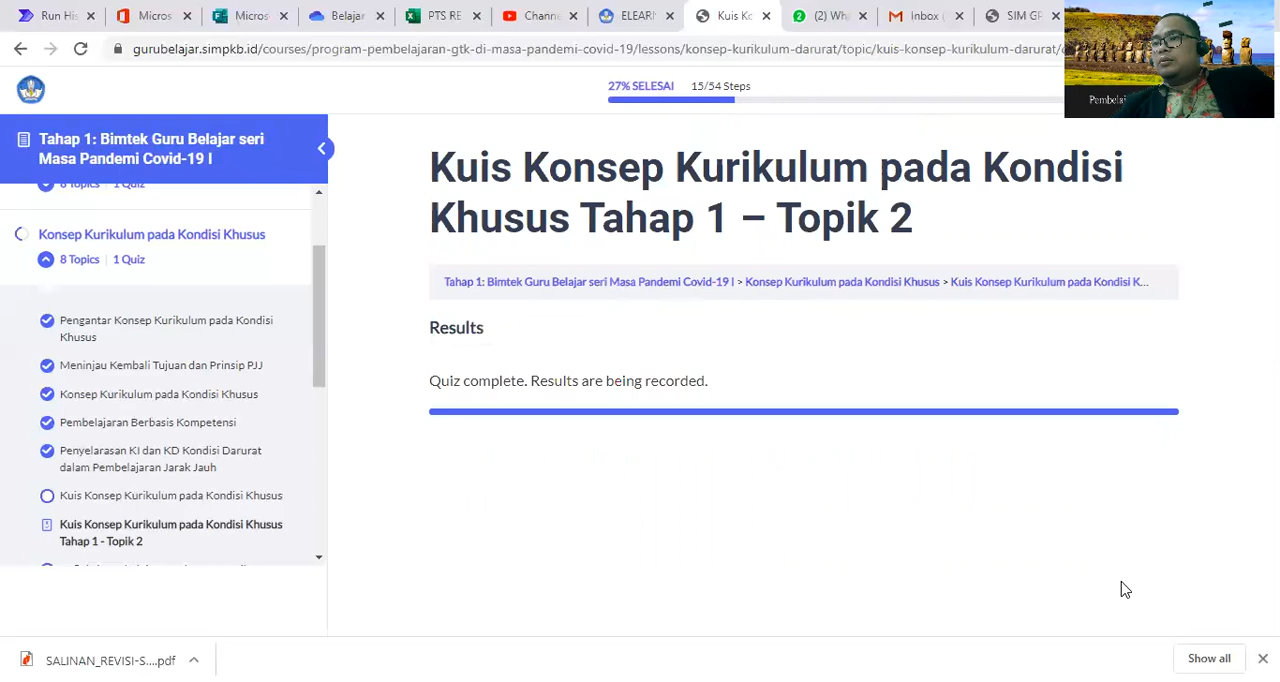 Run His
Micros
Micros
Belajar
PTS RE
Channe
ELEARN
Kuis Ko
(2) Wha
Inbox (
SIM GP
gurubelajar.simpkb.id/courses/program-pembelajaran-gtk-di-masa-pandemi-covid-19/lessons/konsep-kurikulum-darurat/topic/kuis-konsep-kurikulum-darurat/
27% SELESAI 15/54 Steps
Tahap 1: Bimtek Guru Belajar seri
Masa Pandemi Covid-19 I
8 Topics | 1 Quiz
Konsep Kurikulum pada Kondisi Khusus
8 Topics | 1 Quiz
Pengantar Konsep Kurikulum pada Kondisi
Khusus
Meninjau Kembali Tujuan dan Prinsip PJJ
Konsep Kurikulum pada Kondisi Khusus
Pembelajaran Berbasis Kompetensi
Penyelarasan KI dan KD Kondisi Darurat
dalam Pembelajaran Jarak Jauh
Kuis Konsep Kurikulum pada Kondisi Khusus
Kuis Konsep Kurikulum pada Kondisi Khusus
Tahap 1 - Topik 2
Kuis Konsep Kurikulum pada Kondisi
Khusus Tahap 1 – Topik 2
Tahap 1: Bimtek Guru Belajar seri Masa Pandemi Covid-19 I > Konsep Kurikulum pada Kondisi Khusus > Kuis Konsep Kurikulum pada Kondisi K...
Results
Quiz complete. Results are being recorded.
SALINAN_REVISI-S....pdf
Show all